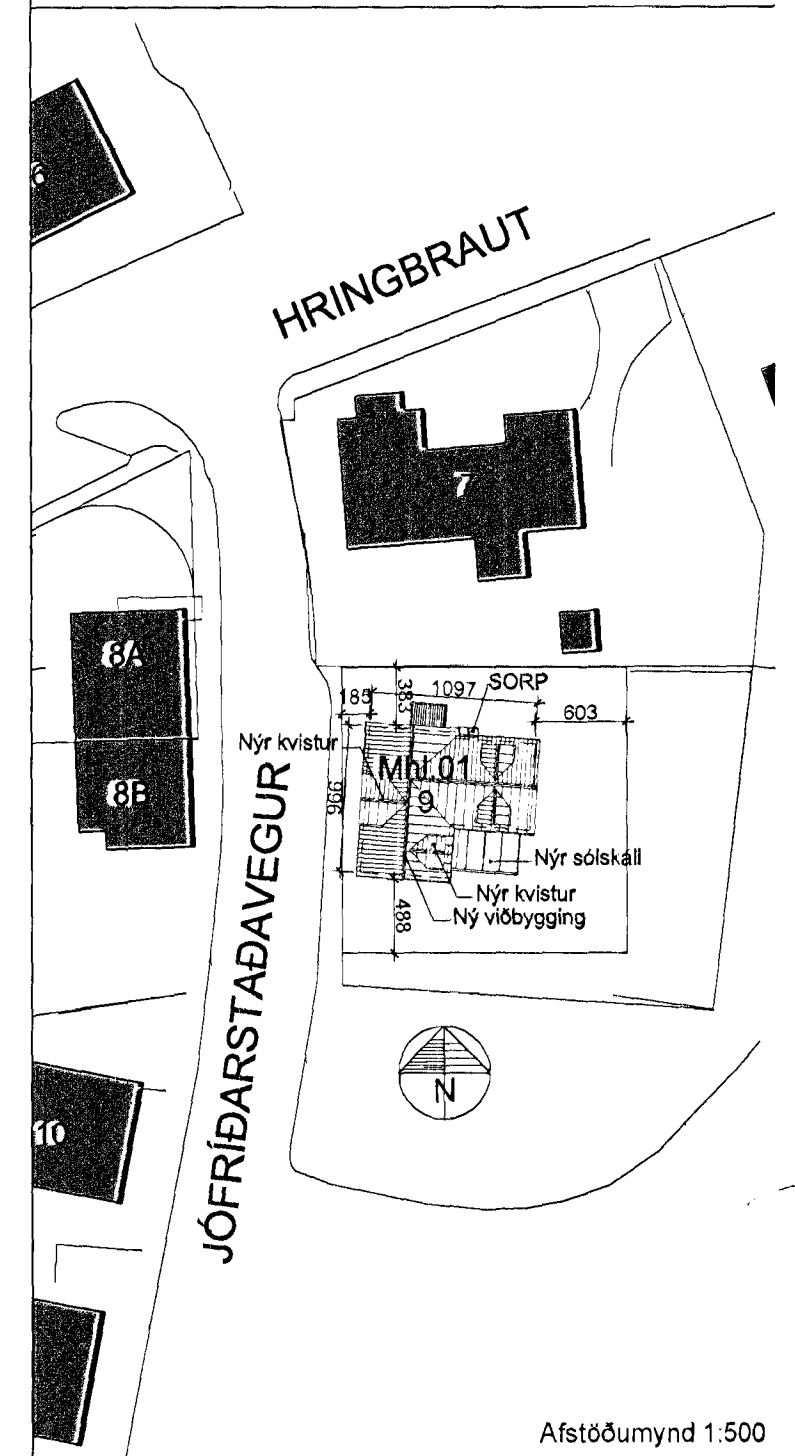 6
HRINGBRAUT
7
8A
8B
JÓFRÍÐARSTAÐAVEGUR
185
383
1097
SORP
603
Nýr kvistur
Mhl.01
9
966
Nýr sólskáli
Nýr kvistur
Ný viðbygging
488
N
10
Afstöðumynd 1:500